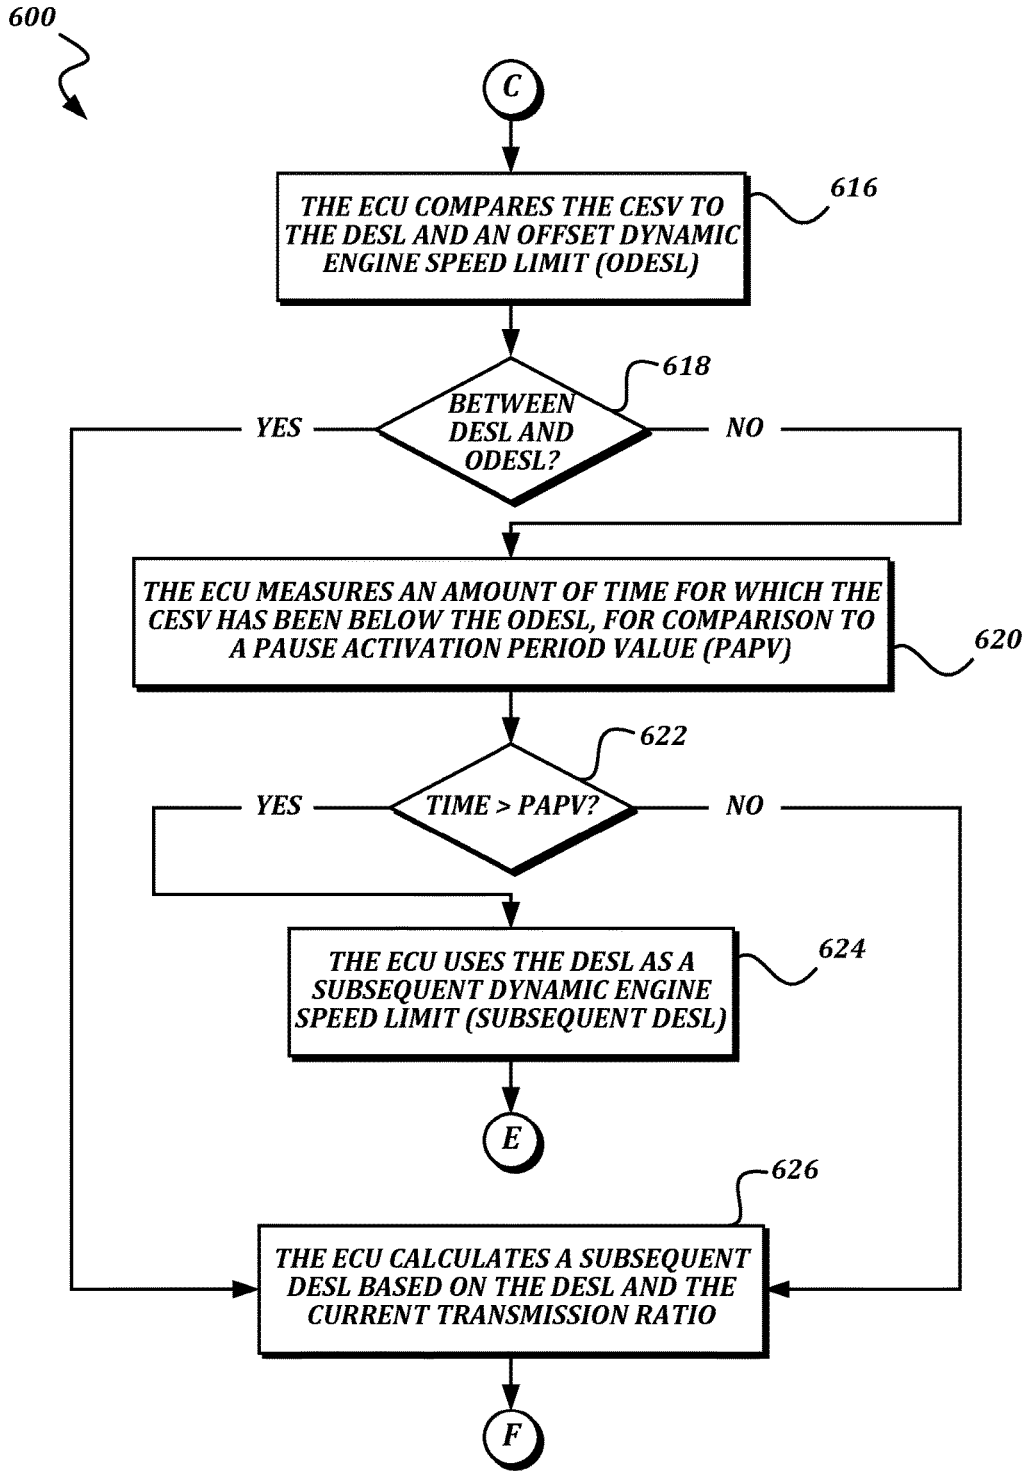 600
C
THE ECU COMPARES THE CESV TO
THE DESL AND AN OFFSET DYNAMIC
ENGINE SPEED LIMIT (ODESL)
616
BETWEEN
DESL AND
ODESL?
618
YES
NO
THE ECU MEASURES AN AMOUNT OF TIME FOR WHICH THE
CESV HAS BEEN BELOW THE ODESL, FOR COMPARISON TO
A PAUSE ACTIVATION PERIOD VALUE (PAPV)
620
TIME > PAPV?
622
YES
NO
THE ECU USES THE DESL AS A
SUBSEQUENT DYNAMIC ENGINE
SPEED LIMIT (SUBSEQUENT DESL)
624
E
626
THE ECU CALCULATES A SUBSEQUENT
DESL BASED ON THE DESL AND THE
CURRENT TRANSMISSION RATIO
F